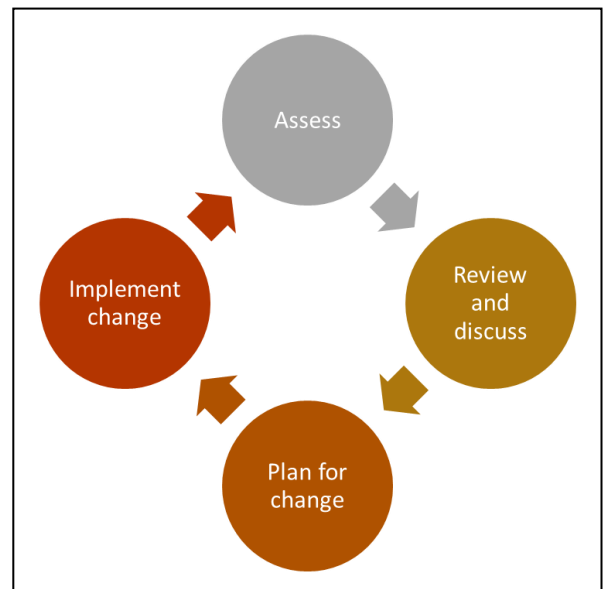 Assess
Review
and
discuss
Plan for
change
Implement
change